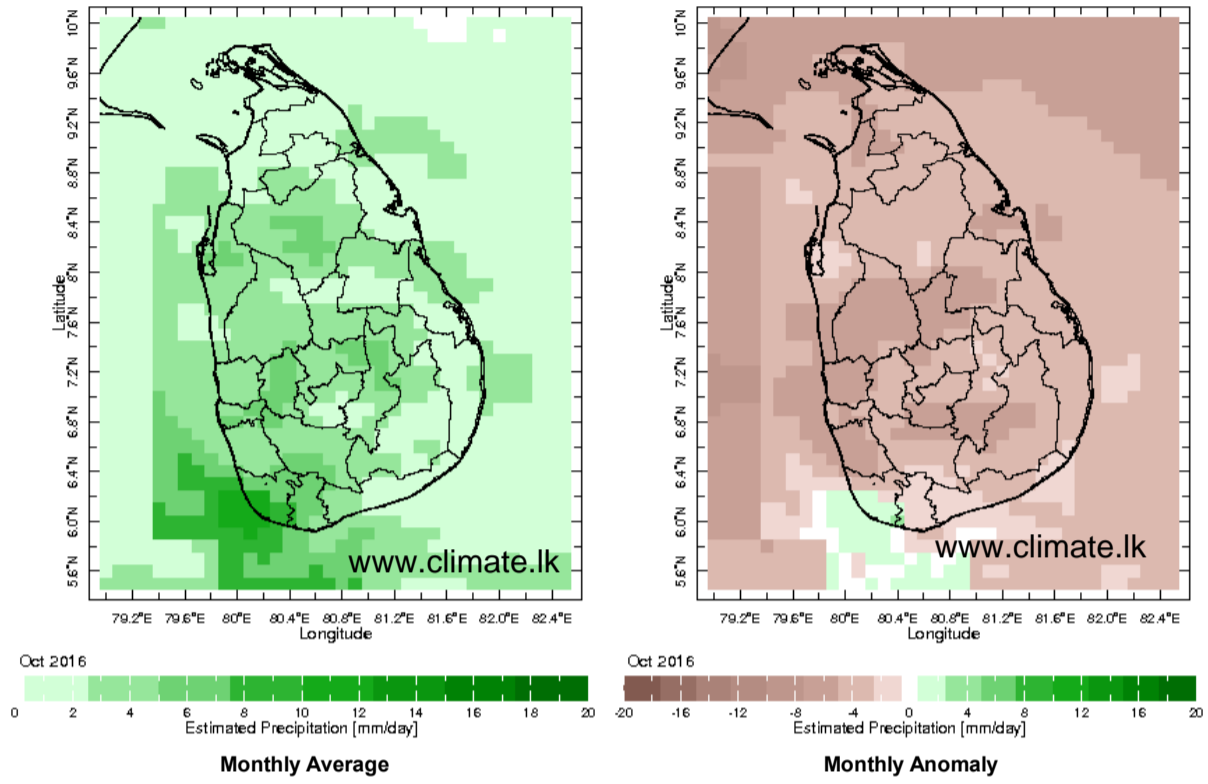 10°N
9.6°N
9.2°N
8.8°N
8.4°N
8°N
7.6°N
7.2°N
6.8°N
6.4°N
6.0°N
5.6°N
Latitude
www.climate.lk
79.2°E 79.6°E 80°E 80.4°E 80.8°E 81.2°E 81.6°E 82.0°E 82.4°E
Longitude
Oct 2016
0 2 4 6 8 10 12 14 16 18 20
Estimated Precipitation [mm/day]
Monthly Average
10°N
9.6°N
9.2°N
8.8°N
8.4°N
8°N
7.6°N
7.2°N
6.8°N
6.4°N
6.0°N
5.6°N
Latitude
www.climate.lk
79.2°E 79.6°E 80°E 80.4°E 80.8°E 81.2°E 81.6°E 82.0°E 82.4°E
Longitude
Oct 2016
-20 -16 -12 -8 -4 0 4 8 12 16 20
Estimated Precipitation [mm/day]
Monthly Anomaly